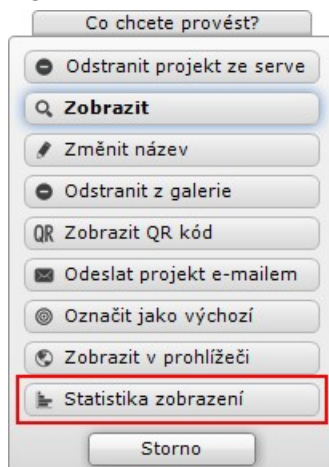 Co chcete provést?
Odstranit projekt ze serve
Zobrazit
Změnit název
Odstranit z galerie
QR Zobrazit QR kód
Odeslat projekt e-mailem
Označit jako výchozí
Zobrazit v prohlížeči
Statistika zobrazení
Storno